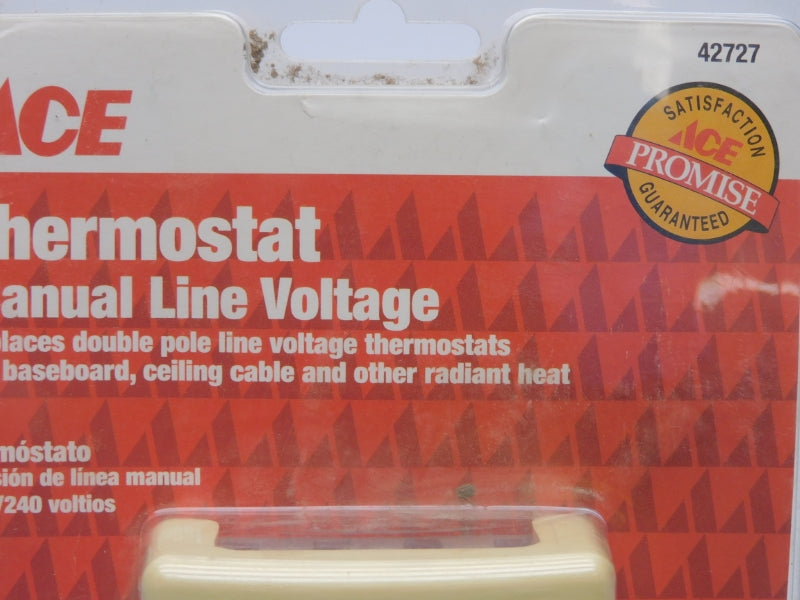 42727
ACE
SATISFACTION
ACE
PROMISE
GUARANTEED
hermostat
anual Line Voltage
places double pole line voltage thermostats
baseboard, ceiling cable and other radiant heat
móstato
sión de línea manual
/240 voltios